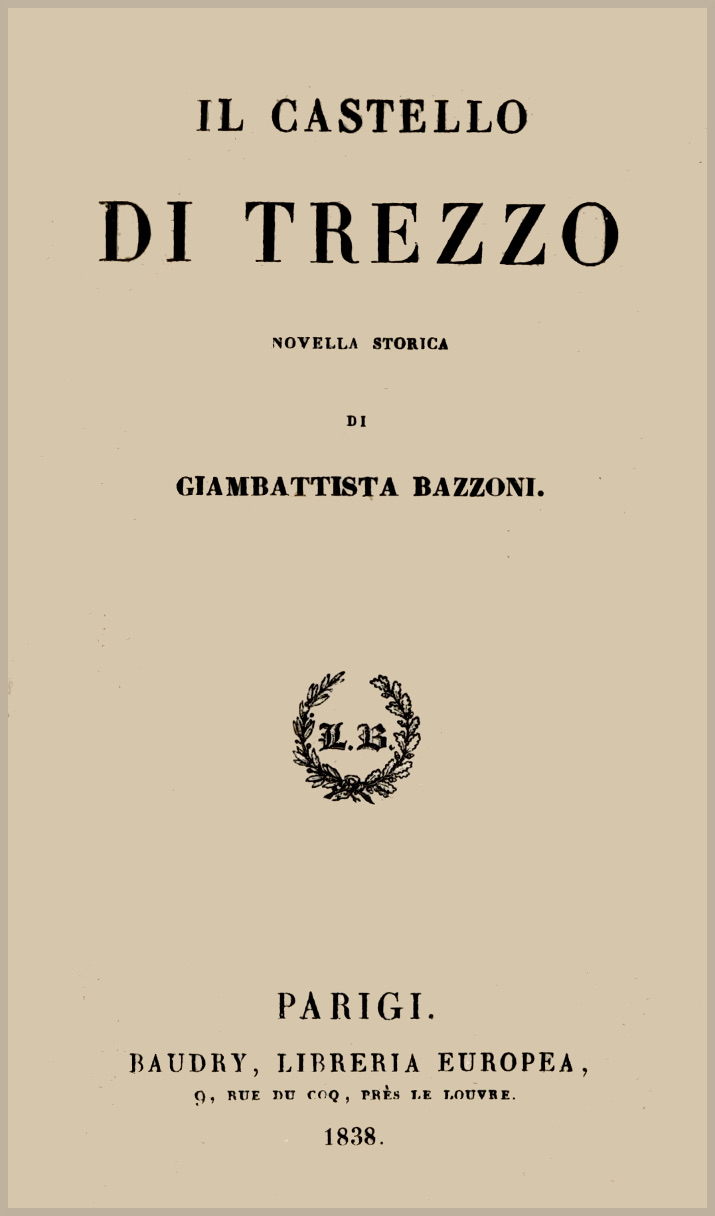 IL CASTELLO
DI TREZZO
NOVELLA STORICA
DI
GIAMBATTISTA BAZZONI.
L. B.
PARIGI.
BAUDRY, LIBRERIA EUROPEA,
9, RUE DU COQ, PRÈS LE LOUVRE.
1838.